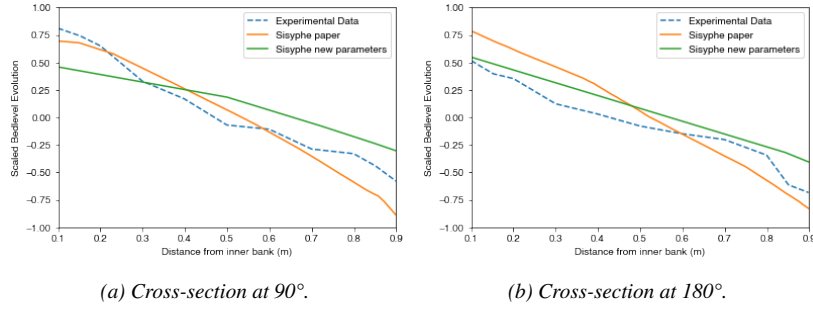 1.00
0.75
0.50
0.25
0.00
−0.25
−0.50
−0.75
−1.00
Scaled Bedlevel Evolution
Experimental Data
Sisyphe paper
Sisyphe new parameters
0.1 0.2 0.3 0.4 0.5 0.6 0.7 0.8 0.9
Distance from inner bank (m)
(a) Cross-section at 90°.
1.00
0.75
0.50
0.25
0.00
−0.25
−0.50
−0.75
−1.00
Scaled Bedlevel Evolution
Experimental Data
Sisyphe paper
Sisyphe new parameters
0.1 0.2 0.3 0.4 0.5 0.6 0.7 0.8 0.9
Distance from inner bank (m)
(b) Cross-section at 180°.